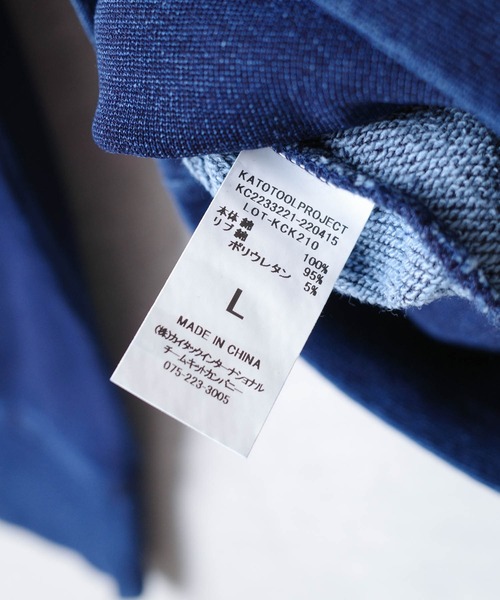 KATOTOOLPROJECT
KC2233221-220415
LOT-KCK210
本体 綿 100%
リブ 綿 95%
ポリウレタン 5%
L
MADE IN CHINA
(株)カイタックインターナショナル
チームキットカンパニー
075-223-3005